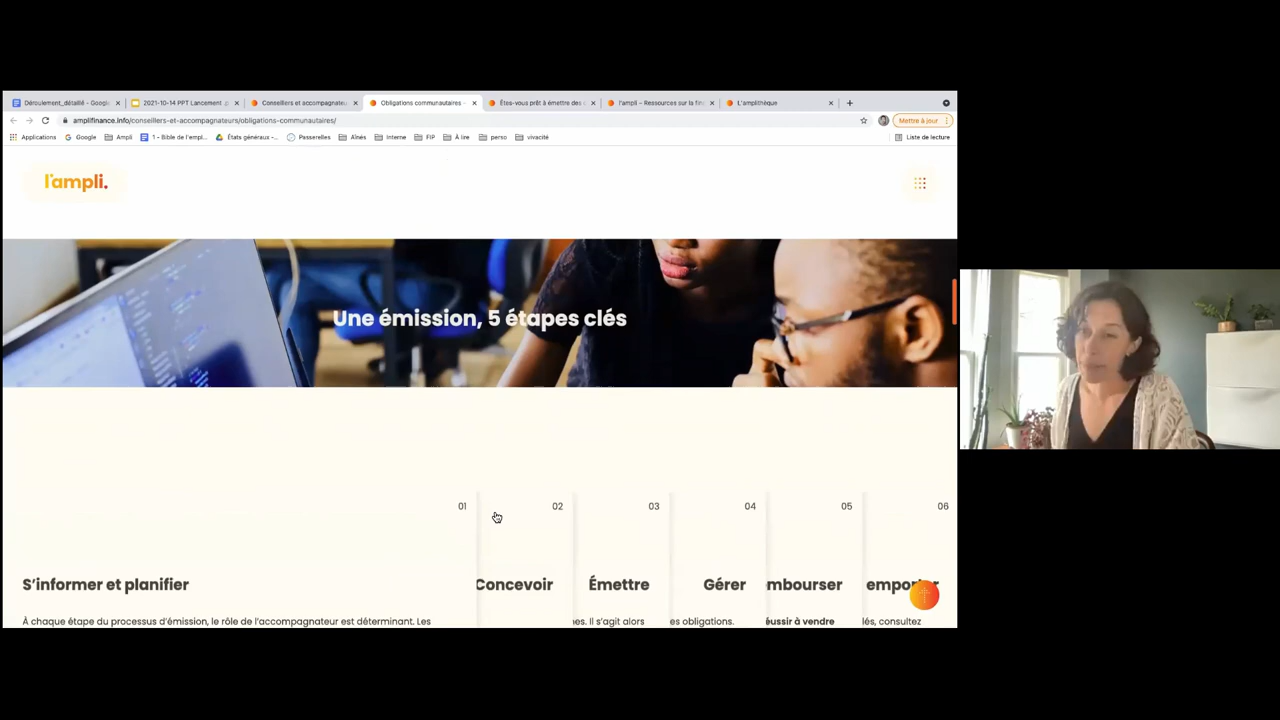 Déroulement_détaillé - Google
2021-10-14 PPT Lancement .p
Conseillers et accompagnateur
Obligations communautaires -
Êtes-vous prêt à émettre des o
l'ampli – Ressources sur la fin
L'amplithèque
amplifinance.info/conseillers-et-accompagnateurs/obligations-communautaires/
Mettre à jour
Applications
Google
Ampli
1 - Bible de l'empl...
États généraux -...
Passerelles
Aînés
Interne
FIP
À lire
perso
vivacité
Liste de lecture
l'ampli.
Une émission, 5 étapes clés
01
02
03
04
05
06
S'informer et planifier
Concevoir
Émettre
Gérer
mbourser
emporter
À chaque étape du processus d'émission, le rôle de l'accompagnateur est déterminant. Les
nes. Il s'agit alors
es obligations.
éussir à vendre
lés, consultez